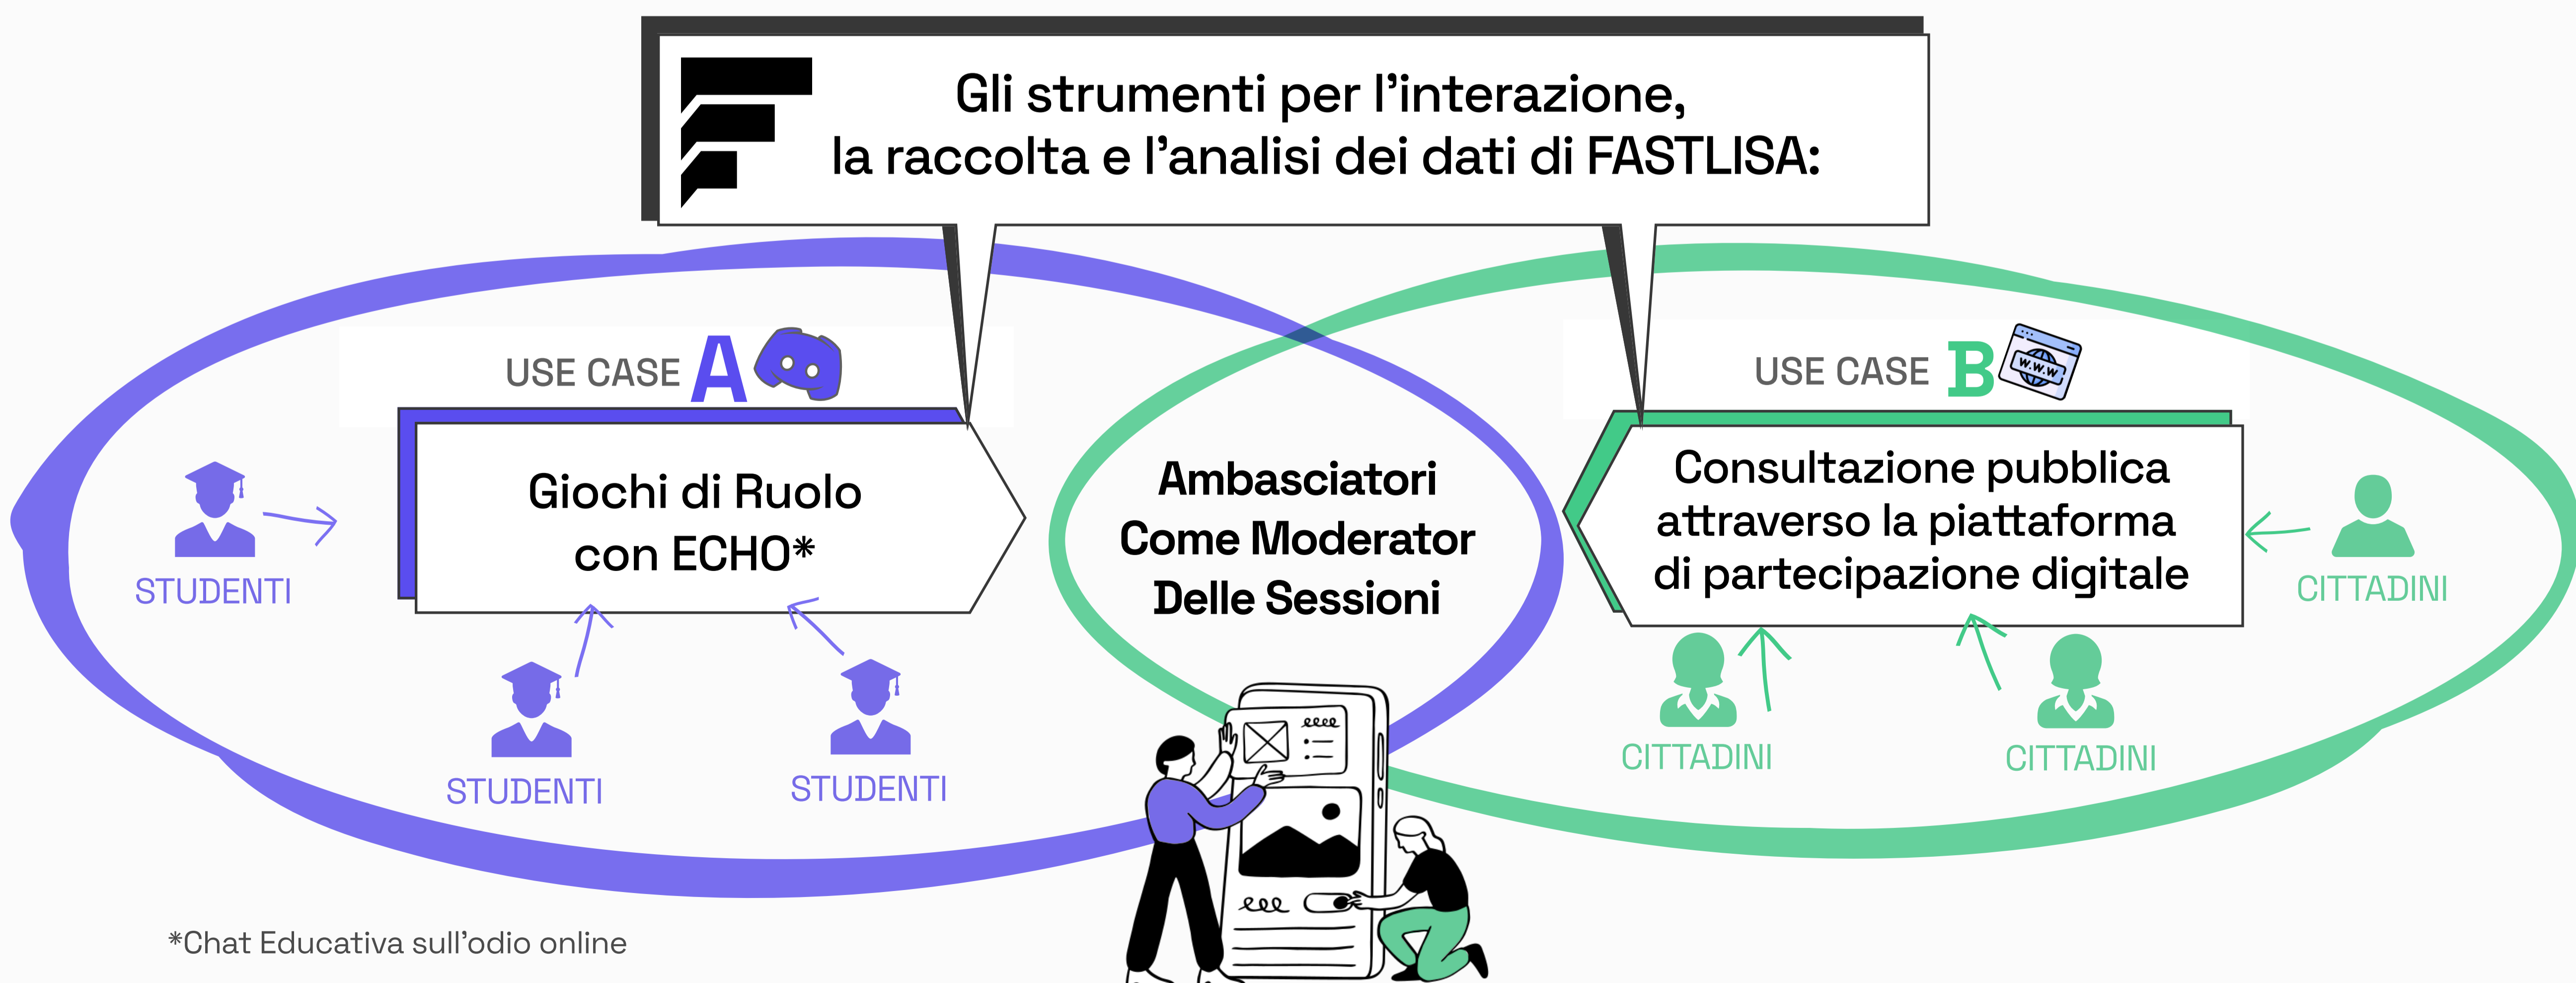 Gli strumenti per l'interazione,
la raccolta e l'analisi dei dati di FASTLISA:
USE CASE A
Giochi di Ruolo
con ECHO*
STUDENTI
STUDENTI
STUDENTI
Ambasciatori
Come Moderator
Delle Sessioni
USE CASE B
W.W.W
Consultazione pubblica
attraverso la piattaforma
di partecipazione digitale
CITTADINI
CITTADINI
CITTADINI
*Chat Educativa sull'odio online